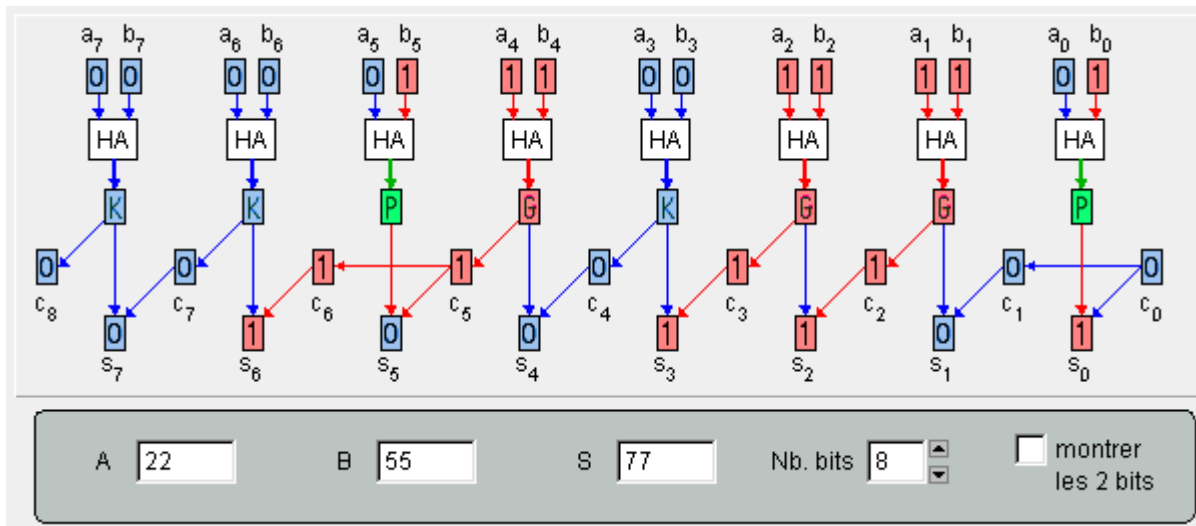 a7 b7 a6 b6 a5 b5 a4 b4 a3 b3 a2 b2 a1 b1 a0 b0
0 0 0 0 0 1 1 1 0 0 1 1 1 1 0 1
HA HA HA HA HA HA HA HA
K K P G K G G P
0 0 1 1 0 1 1 0 0
c8 c7 c6 c5 c4 c3 c2 c1 c0
0 1 0 0 1 1 0 1
s7 s6 s5 s4 s3 s2 s1 s0
A 22 B 55 S 77 Nb. bits 8 montrer
les 2 bits